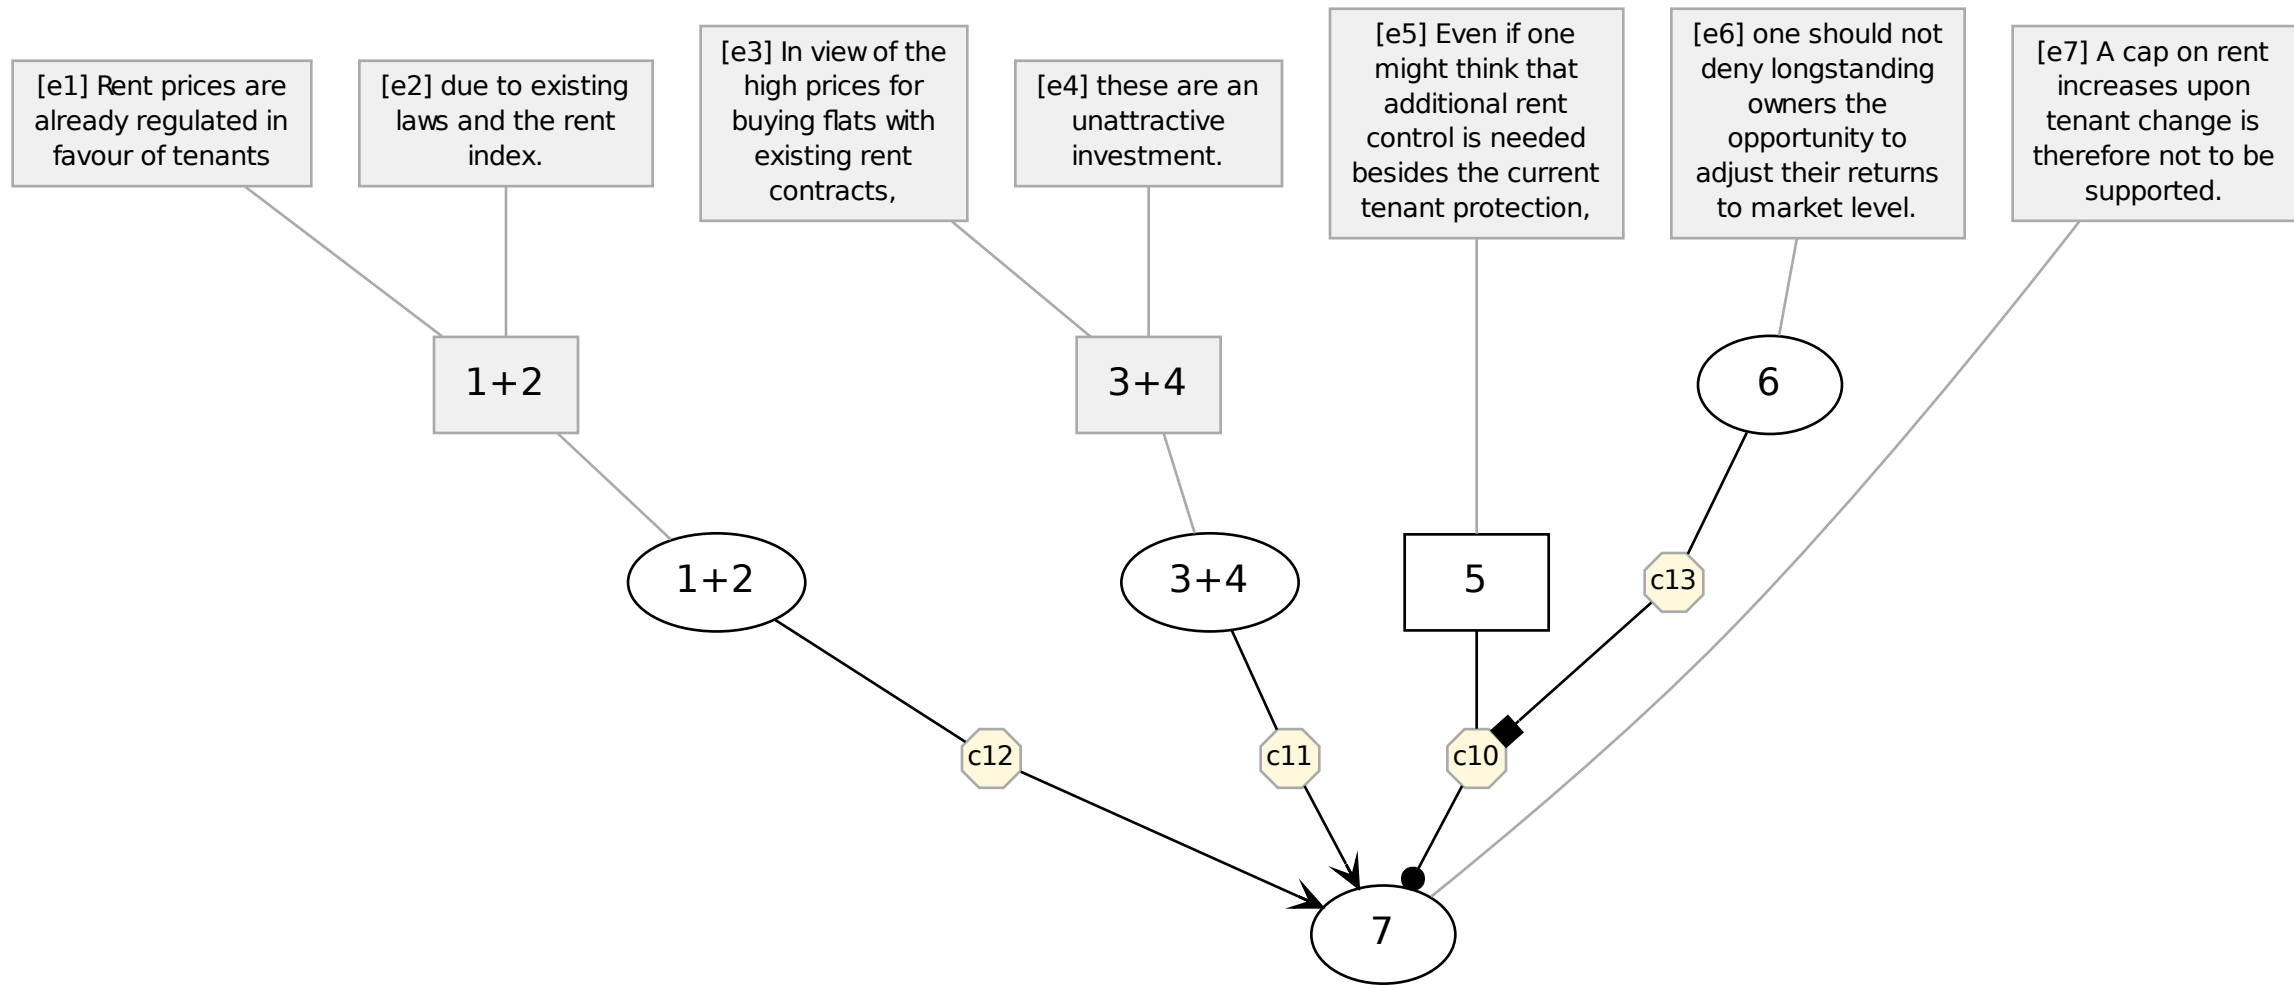 [e1] Rent prices are
already regulated in
favour of tenants
[e2] due to existing
laws and the rent
index.
[e3] In view of the
high prices for
buying flats with
existing rent
contracts,
[e4] these are an
unattractive
investment.
[e5] Even if one
might think that
additional rent
control is needed
besides the current
tenant protection,
[e6] one should not
deny longstanding
owners the
opportunity to
adjust their returns
to market level.
[e7] A cap on rent
increases upon
tenant change is
therefore not to be
supported.
1+2
3+4
6
1+2
3+4
5
c13
c12
c11
c10
7